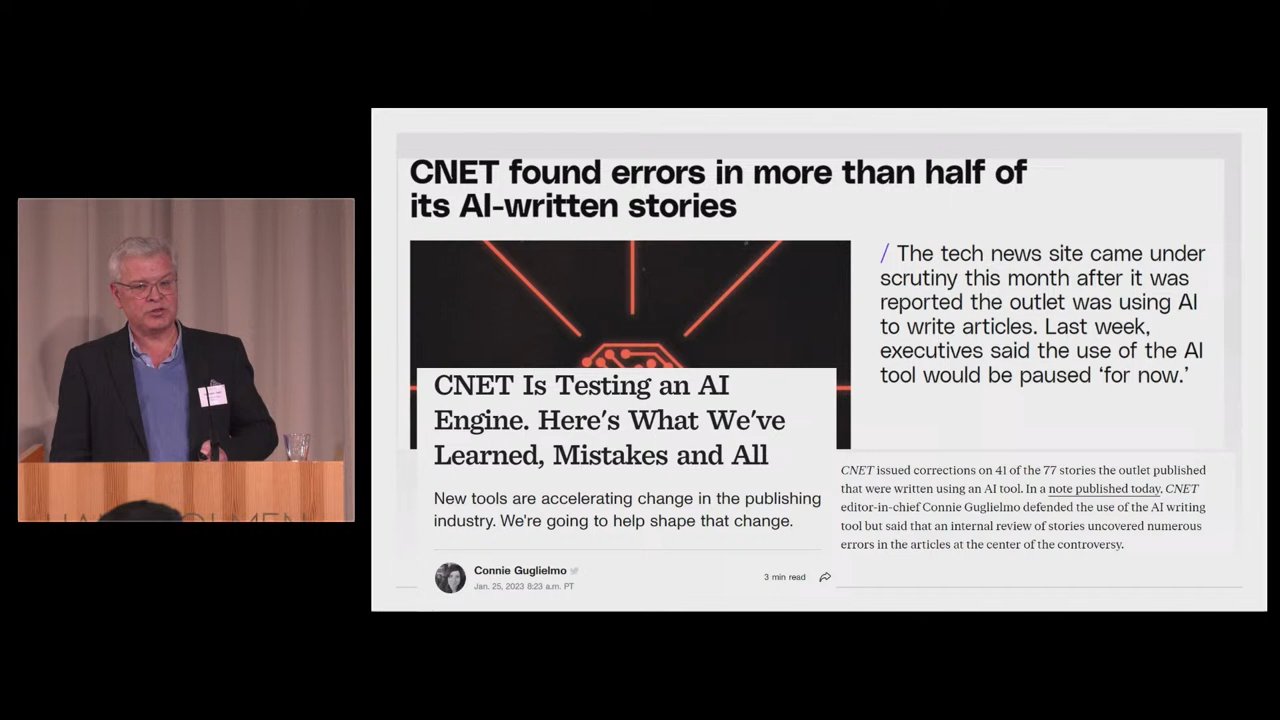 CNET found errors in more than half of
its AI-written stories
/ The tech news site came under
scrutiny this month after it was
reported the outlet was using AI
to write articles. Last week,
executives said the use of the AI
tool would be paused ‘for now.’
CNET Is Testing an AI
Engine. Here's What We've
Learned, Mistakes and All
New tools are accelerating change in the publishing
industry. We're going to help shape that change.
Connie Guglielmo
Jan. 25, 2023 8:23 a.m. PT
3 min read
CNET issued corrections on 41 of the 77 stories the outlet published
that were written using an AI tool. In a note published today, CNET
editor-in-chief Connie Guglielmo defended the use of the AI writing
tool but said that an internal review of stories uncovered numerous
errors in the articles at the center of the controversy.